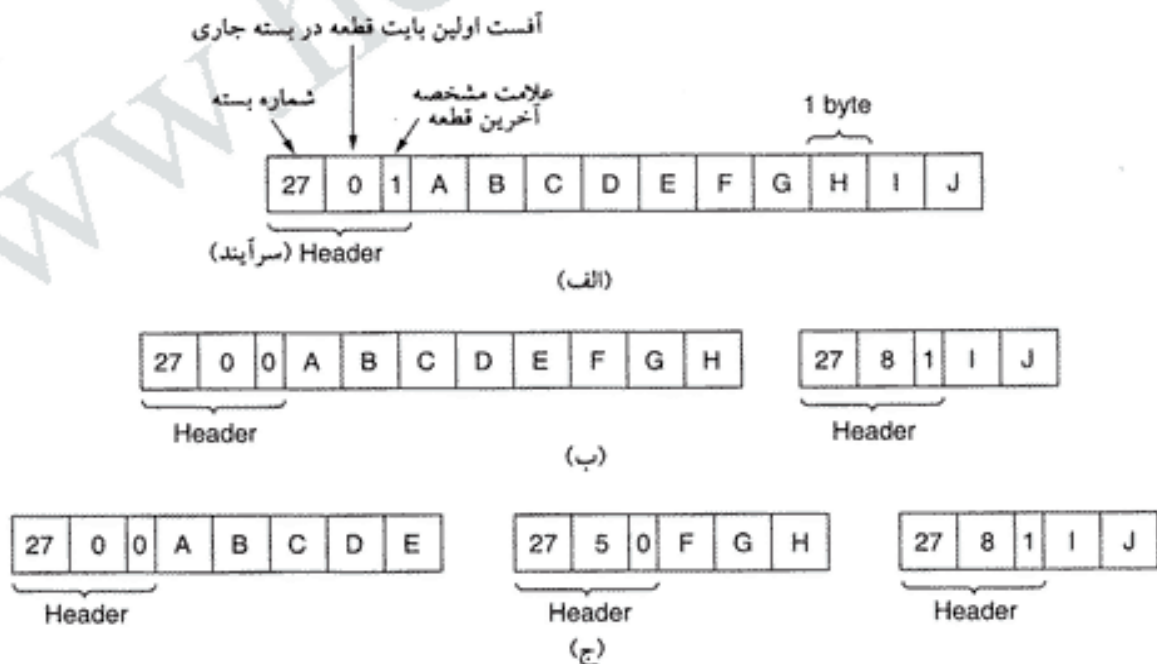 آفست اولین بایت قطعه در بسته جاری
شماره بسته
علامت مشخصه
آخرین قطعه
1 byte
27 0 1 A B C D E F G H I J
Header (سرآیند)
(الف)
27 0 0 A B C D E F G H
27 8 1 I J
Header
Header
(ب)
27 0 0 A B C D E
27 5 0 F G H
27 8 1 I J
Header
Header
Header
(ج)